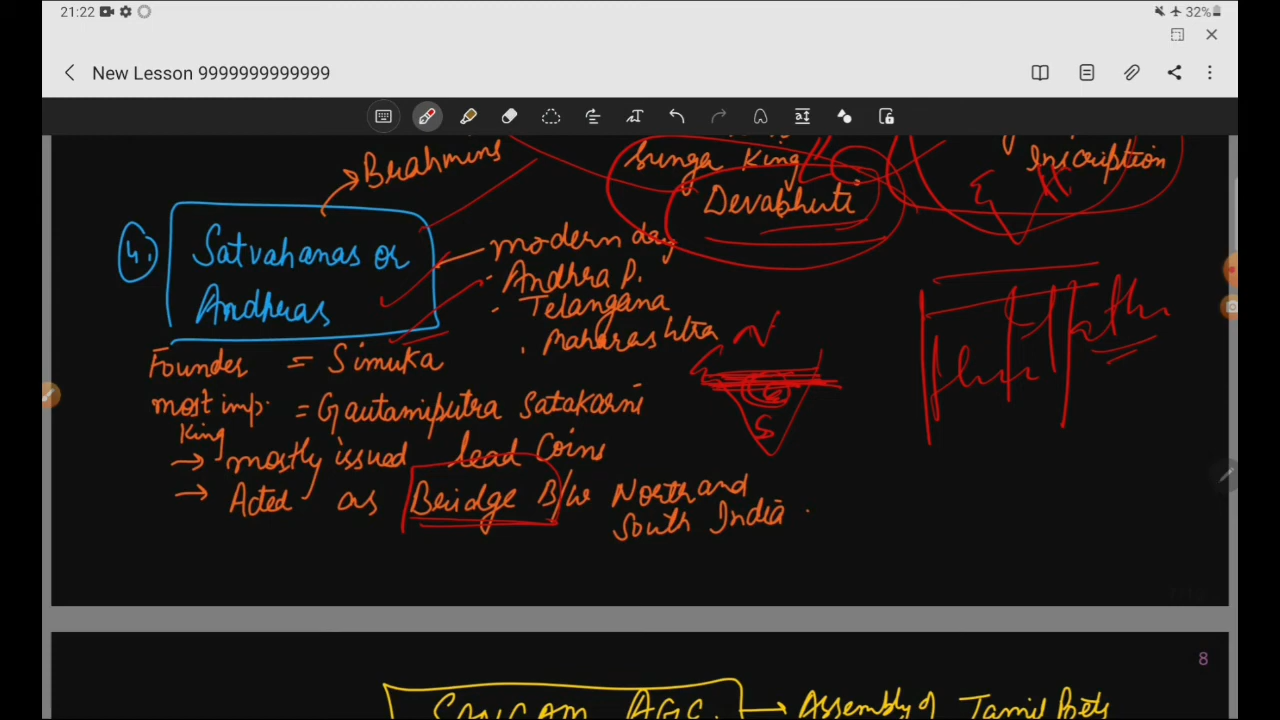 21:22
32%
New Lesson 9999999999999
Brahmins
Sunga King
Inscription
Devabhuti
4.
Satvahanas or
Andhras
modern day
Andhra P.
Telangana
Maharashtra
N
S
Founder = Simuka
most imp. = Gautamiputra Satakarni
King
→ mostly issued lead Coins
→ Acted as Bridge B/w North and
South India
8
SANGAM AGE → Assembly of Tamil Poets